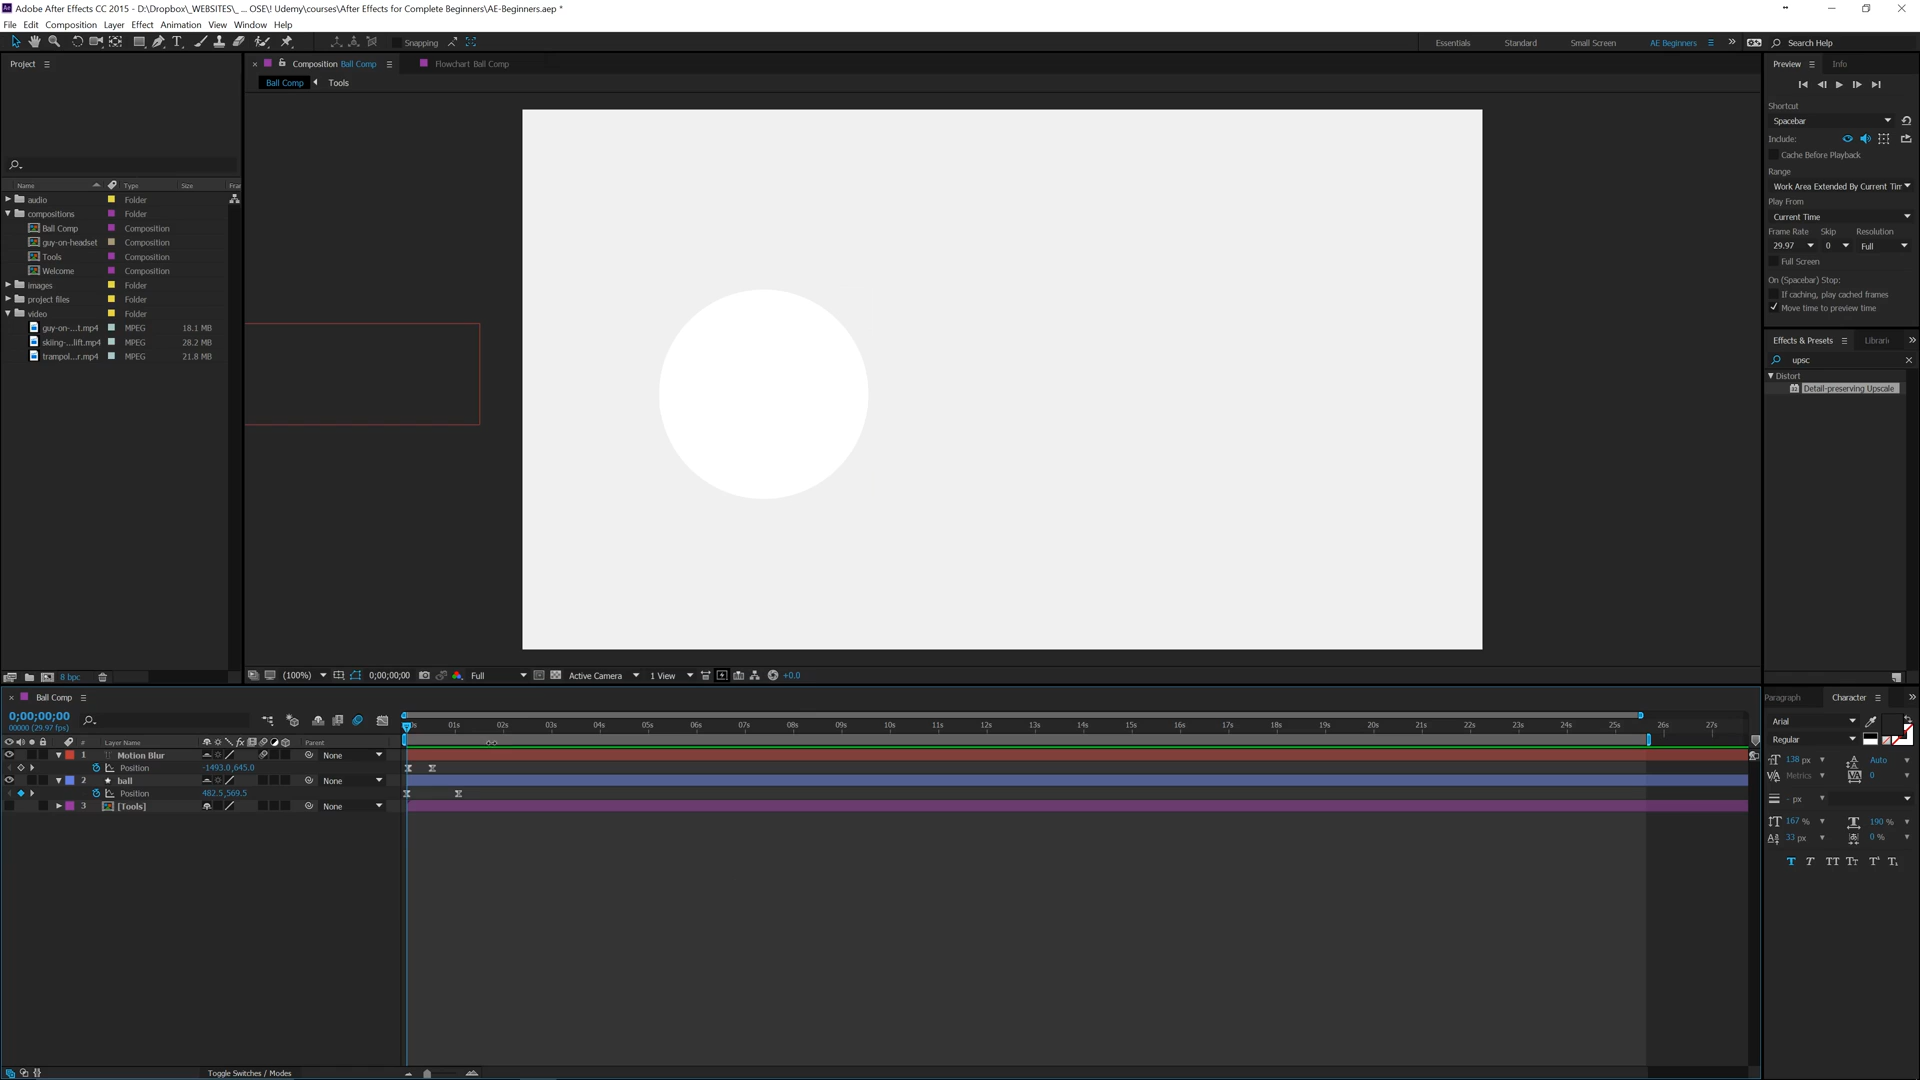 Adobe After Effects CC 2015 - D:\Dropbox\_WEBSITES\_ ... OSE\! Udemy\courses\After Effects for Complete Beginners\AE-Beginners.aep *
File Edit Composition Layer Effect Animation View Window Help
Snapping
Essentials Standard Small Screen AE Beginners » Search Help
Project
Composition Ball Comp
Flowchart Ball Comp
Ball Comp Tools
Name Type Size Frar
audio Folder
compositions Folder
Ball Comp Composition
guy-on-headset Composition
Tools Composition
Welcome Composition
images Folder
project files Folder
video Folder
guy-on-...t.mp4 MPEG 18.1 MB
skiing-...lift.mp4 MPEG 28.2 MB
trampol...r.mp4 MPEG 21.8 MB
8 bpc
(100%) 0;00;00;00 Full Active Camera 1 View +0.0
Preview Info
Shortcut
Spacebar
Include:
Cache Before Playback
Range
Work Area Extended By Current Tim
Play From
Current Time
Frame Rate Skip Resolution
29.97 0 Full
Full Screen
On (Spacebar) Stop:
If caching, play cached frames
Move time to preview time
Effects & Presets Librari »
upsc
Distort
Detail-preserving Upscale
Ball Comp
0;00;00;00
00000 (29.97 fps)
0s 01s 02s 03s 04s 05s 06s 07s 08s 09s 10s 11s 12s 13s 14s 15s 16s 17s 18s 19s 20s 21s 22s 23s 24s 25s 26s 27s
# Layer Name Parent
1 Motion Blur None
Position -1493.0,645.0
2 ball None
Position 482.5,569.5
3 [Tools] None
Toggle Switches / Modes
Paragraph Character »
Arial
Regular
138 px Auto
Metrics 0
- px
167 % 190 %
33 px 0 %
T T TT Tт T¹ T₁